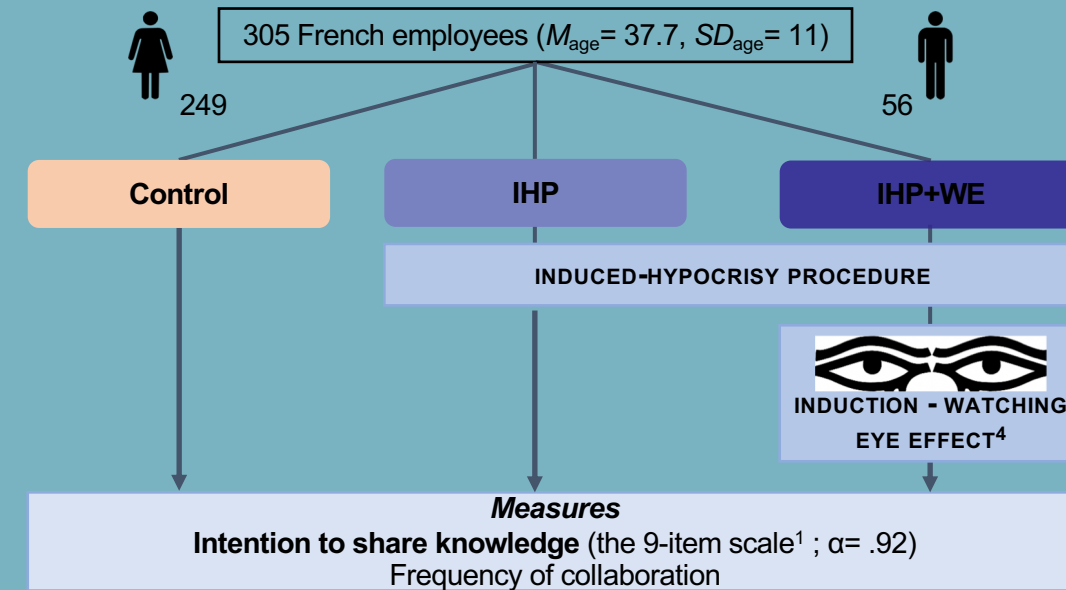 305 French employees (Mage= 37.7, SDage= 11)
249
56
Control
IHP
IHP+WE
INDUCED-HYPOCRISY PROCEDURE
INDUCTION - WATCHING
EYE EFFECT4
Measures
Intention to share knowledge (the 9-item scale1 ; α= .92)
Frequency of collaboration